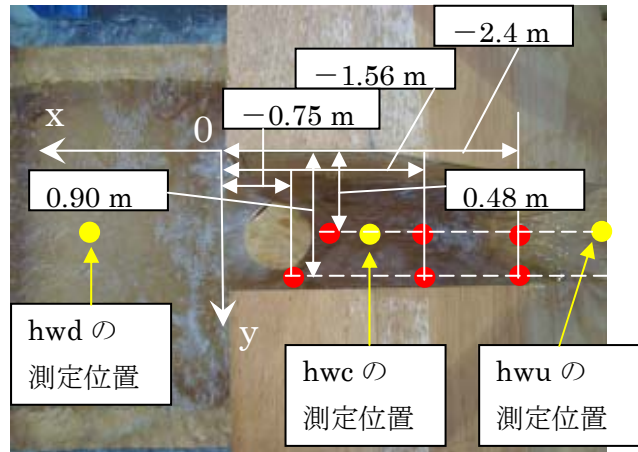 −2.4 m
−1.56 m
−0.75 m
x
0
0.90 m
0.48 m
y
hwd の
測定位置
hwc の
測定位置
hwu の
測定位置